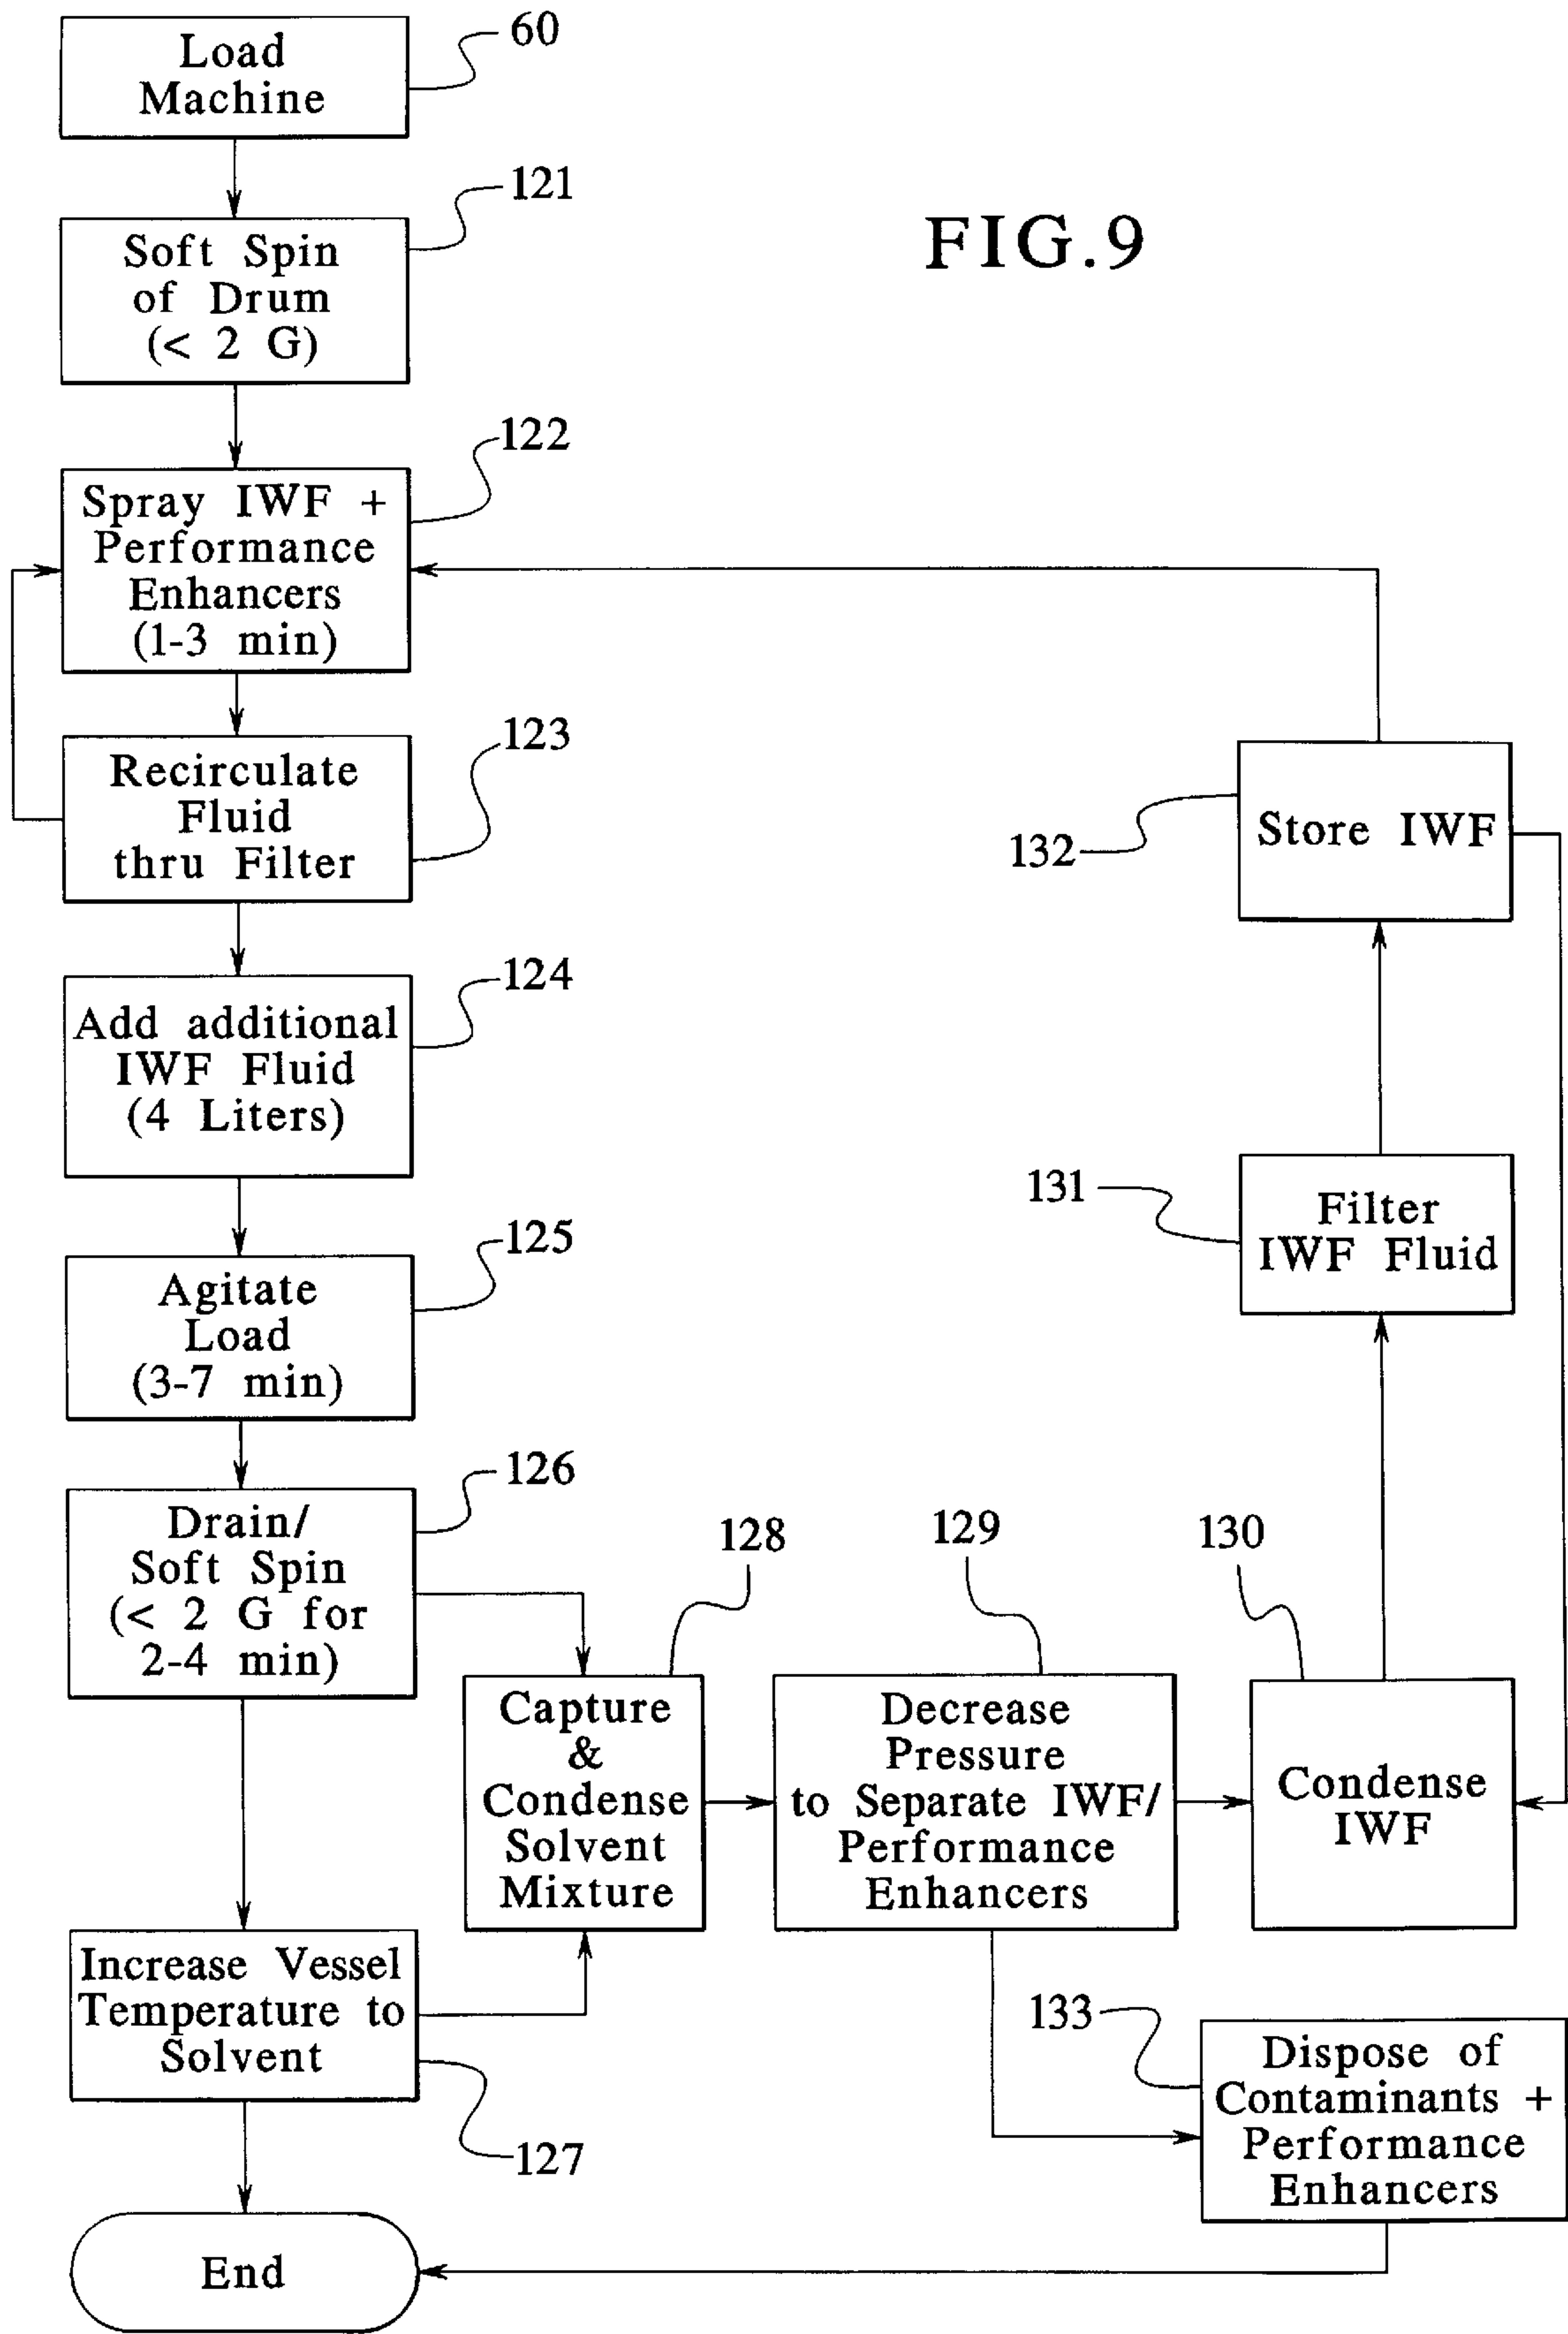 Load
Machine
60
121
Soft Spin
of Drum
(< 2 G)
FIG.9
122
Spray IWF +
Performance
Enhancers
(1-3 min)
123
Recirculate
Fluid
thru Filter
124
Add additional
IWF Fluid
(4 Liters)
125
Agitate
Load
(3-7 min)
126
Drain/
Soft Spin
(< 2 G for
2-4 min)
Increase Vessel
Temperature to
Solvent
127
End
128
Capture
&
Condense
Solvent
Mixture
129
Decrease
Pressure
to Separate IWF/
Performance
Enhancers
130
Condense
IWF
131
Filter
IWF Fluid
132
Store IWF
133
Dispose of
Contaminants +
Performance
Enhancers